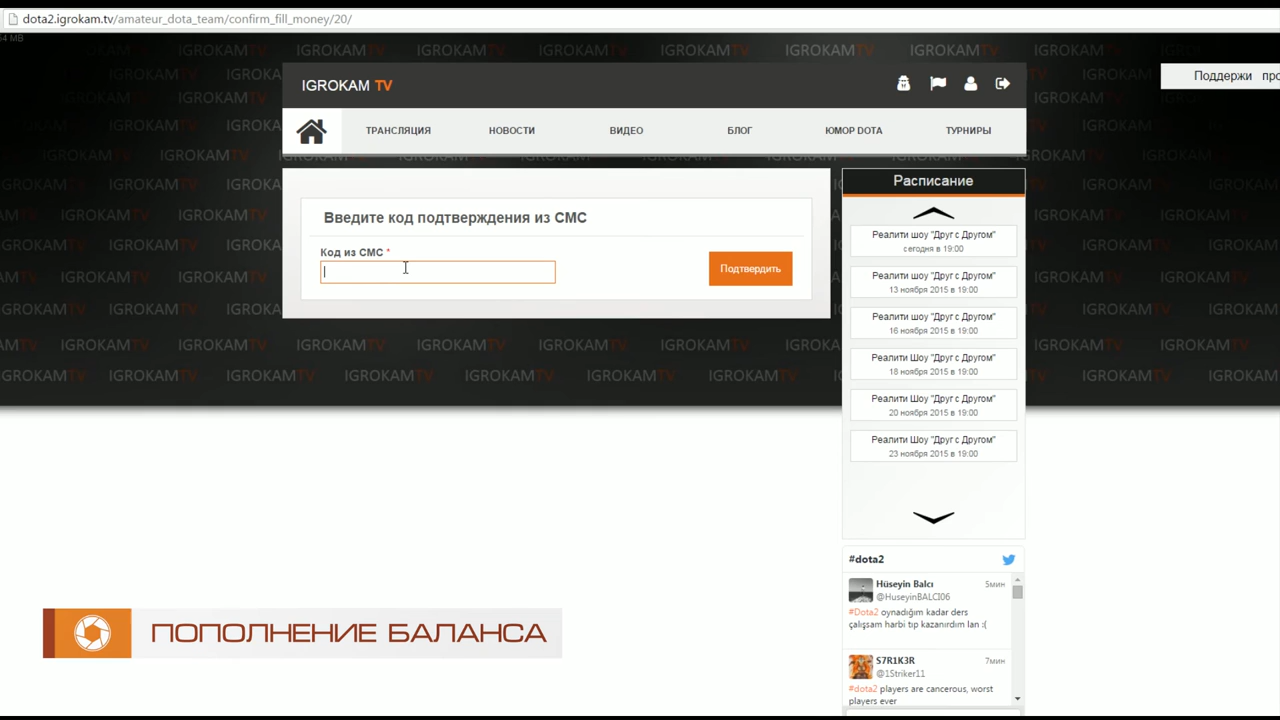 dota2.igrokam.tv/amateur_dota_team/confirm_fill_money/20/
54 MB
IGROKAM TV
Поддержи про
ТРАНСЛЯЦИЯ НОВОСТИ ВИДЕО БЛОГ ЮМОР DOTA ТУРНИРЫ
Введите код подтверждения из СМС
Код из СМС *
Подтвердить
Расписание
Реалити шоу "Друг с Другом"
сегодня в 19:00
Реалити шоу "Друг с Другом"
13 ноября 2015 в 19:00
Реалити шоу "Друг с Другом"
16 ноября 2015 в 19:00
Реалити шоу "Друг с Другом"
18 ноября 2015 в 19:00
Реалити Шоу "Друг с Другом"
20 ноября 2015 в 19:00
Реалити Шоу "Друг с Другом"
23 ноября 2015 в 19:00
#dota2
Hüseyin Balcı 5мин
@HuseyinBALCI06
#Dota2 oynadığım kadar ders
çalışsam harbi tıp kazanırdım lan :(
S7R1K3R 7мин
@1Striker11
#dota2 players are cancerous, worst
players ever
ПОПОЛНЕНИЕ БАЛАНСА